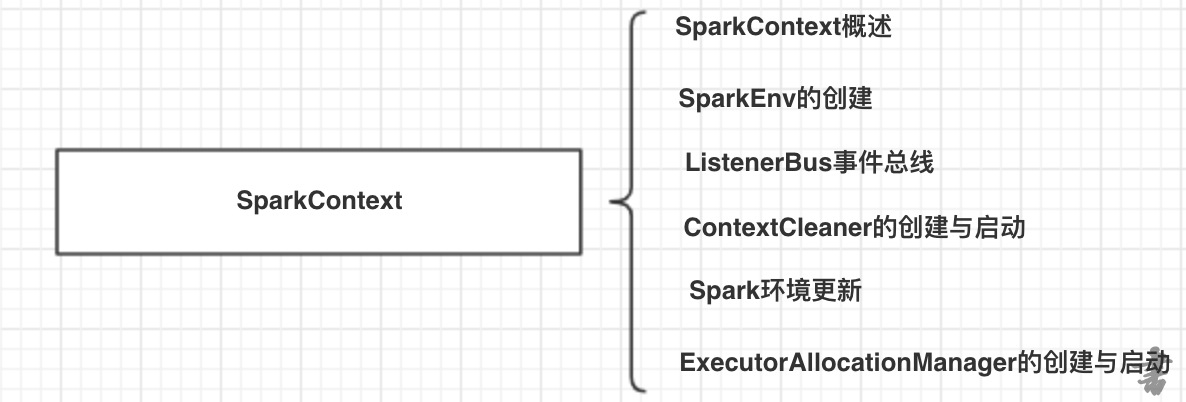 SparkContext
SparkContext概述
SparkEnv的创建
ListenerBus事件总线
ContextCleaner的创建与启动
Spark环境更新
ExecutorAllocationManager的创建与启动